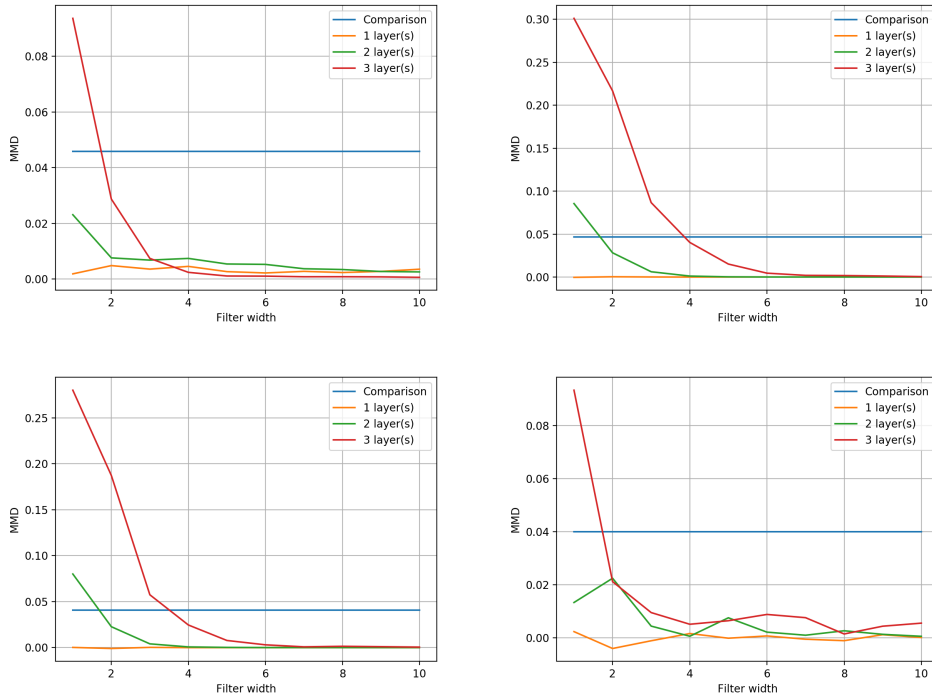 Comparison
1 layer(s)
2 layer(s)
3 layer(s)
0.08
0.06
0.04
0.02
0.00
MMD
2 4 6 8 10
Filter width
Comparison
1 layer(s)
2 layer(s)
3 layer(s)
0.30
0.25
0.20
0.15
0.10
0.05
0.00
MMD
2 4 6 8 10
Filter width
Comparison
1 layer(s)
2 layer(s)
3 layer(s)
0.25
0.20
0.15
0.10
0.05
0.00
MMD
2 4 6 8 10
Filter width
Comparison
1 layer(s)
2 layer(s)
3 layer(s)
0.08
0.06
0.04
0.02
0.00
MMD
2 4 6 8 10
Filter width